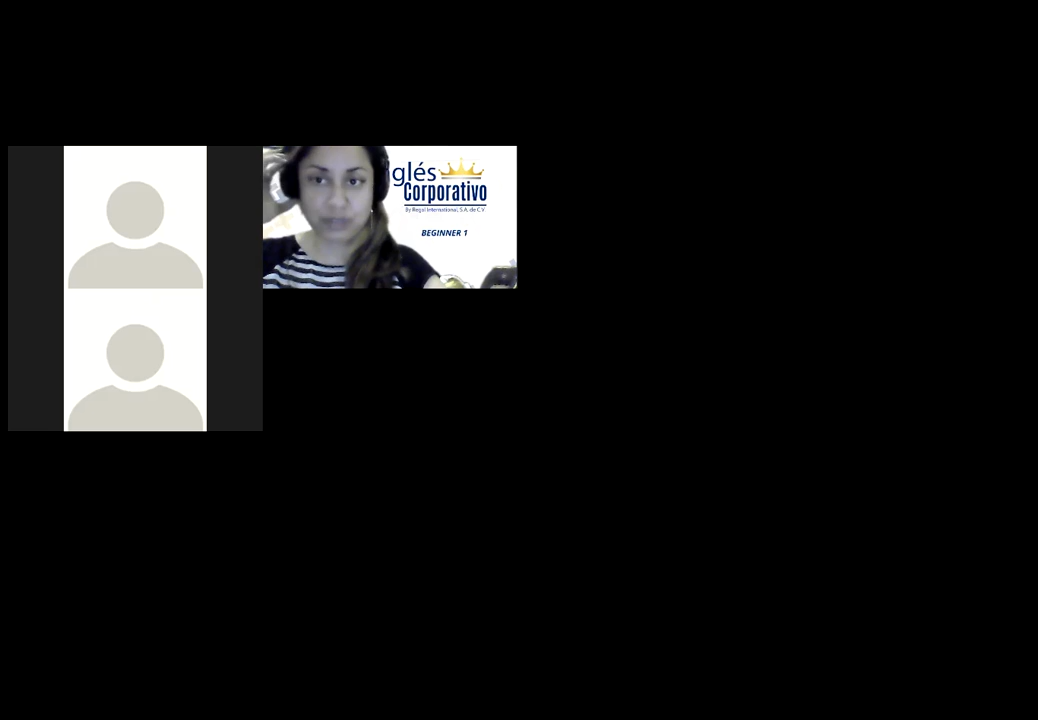 glés
Corporativo
By Regal International, S.A. de C.V.
BEGINNER 1